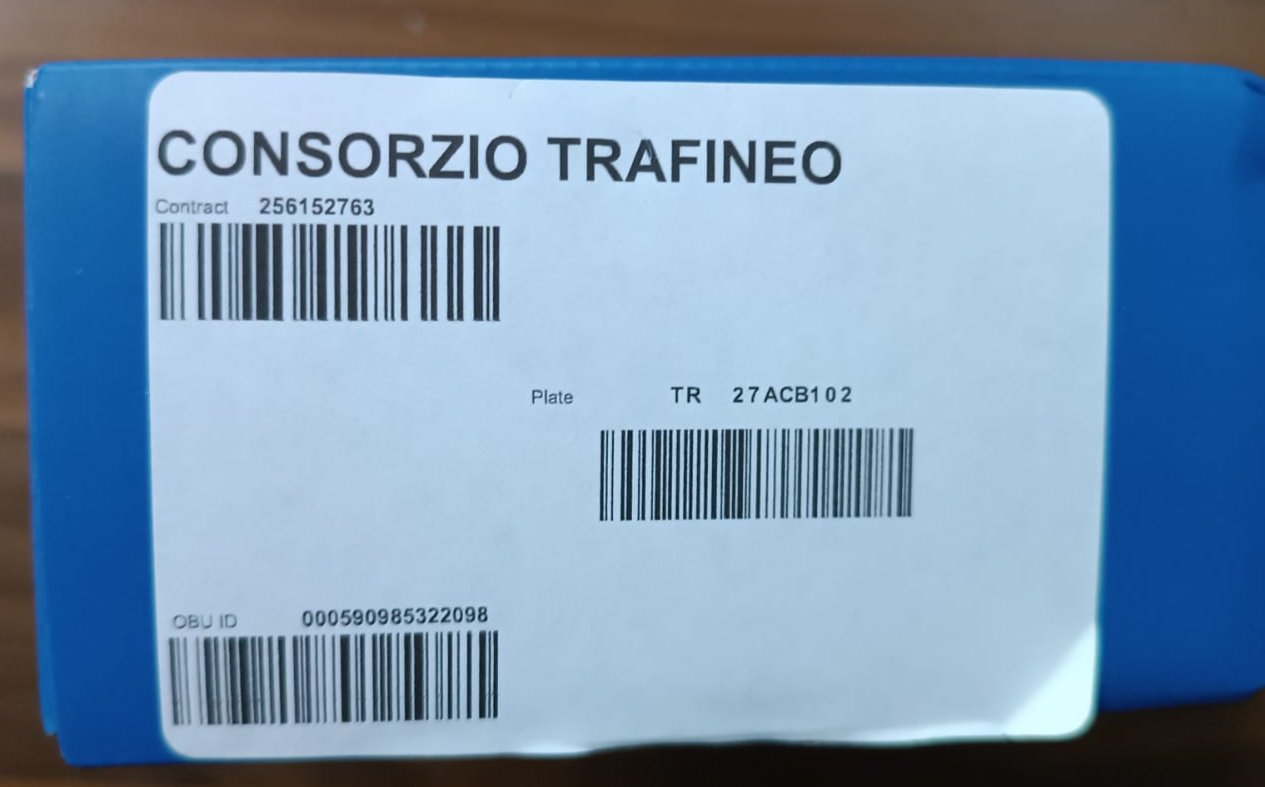 CONSORZIO TRAFINEO
Contract 256152763
Plate TR 27ACB102
OBU ID 000590985322098